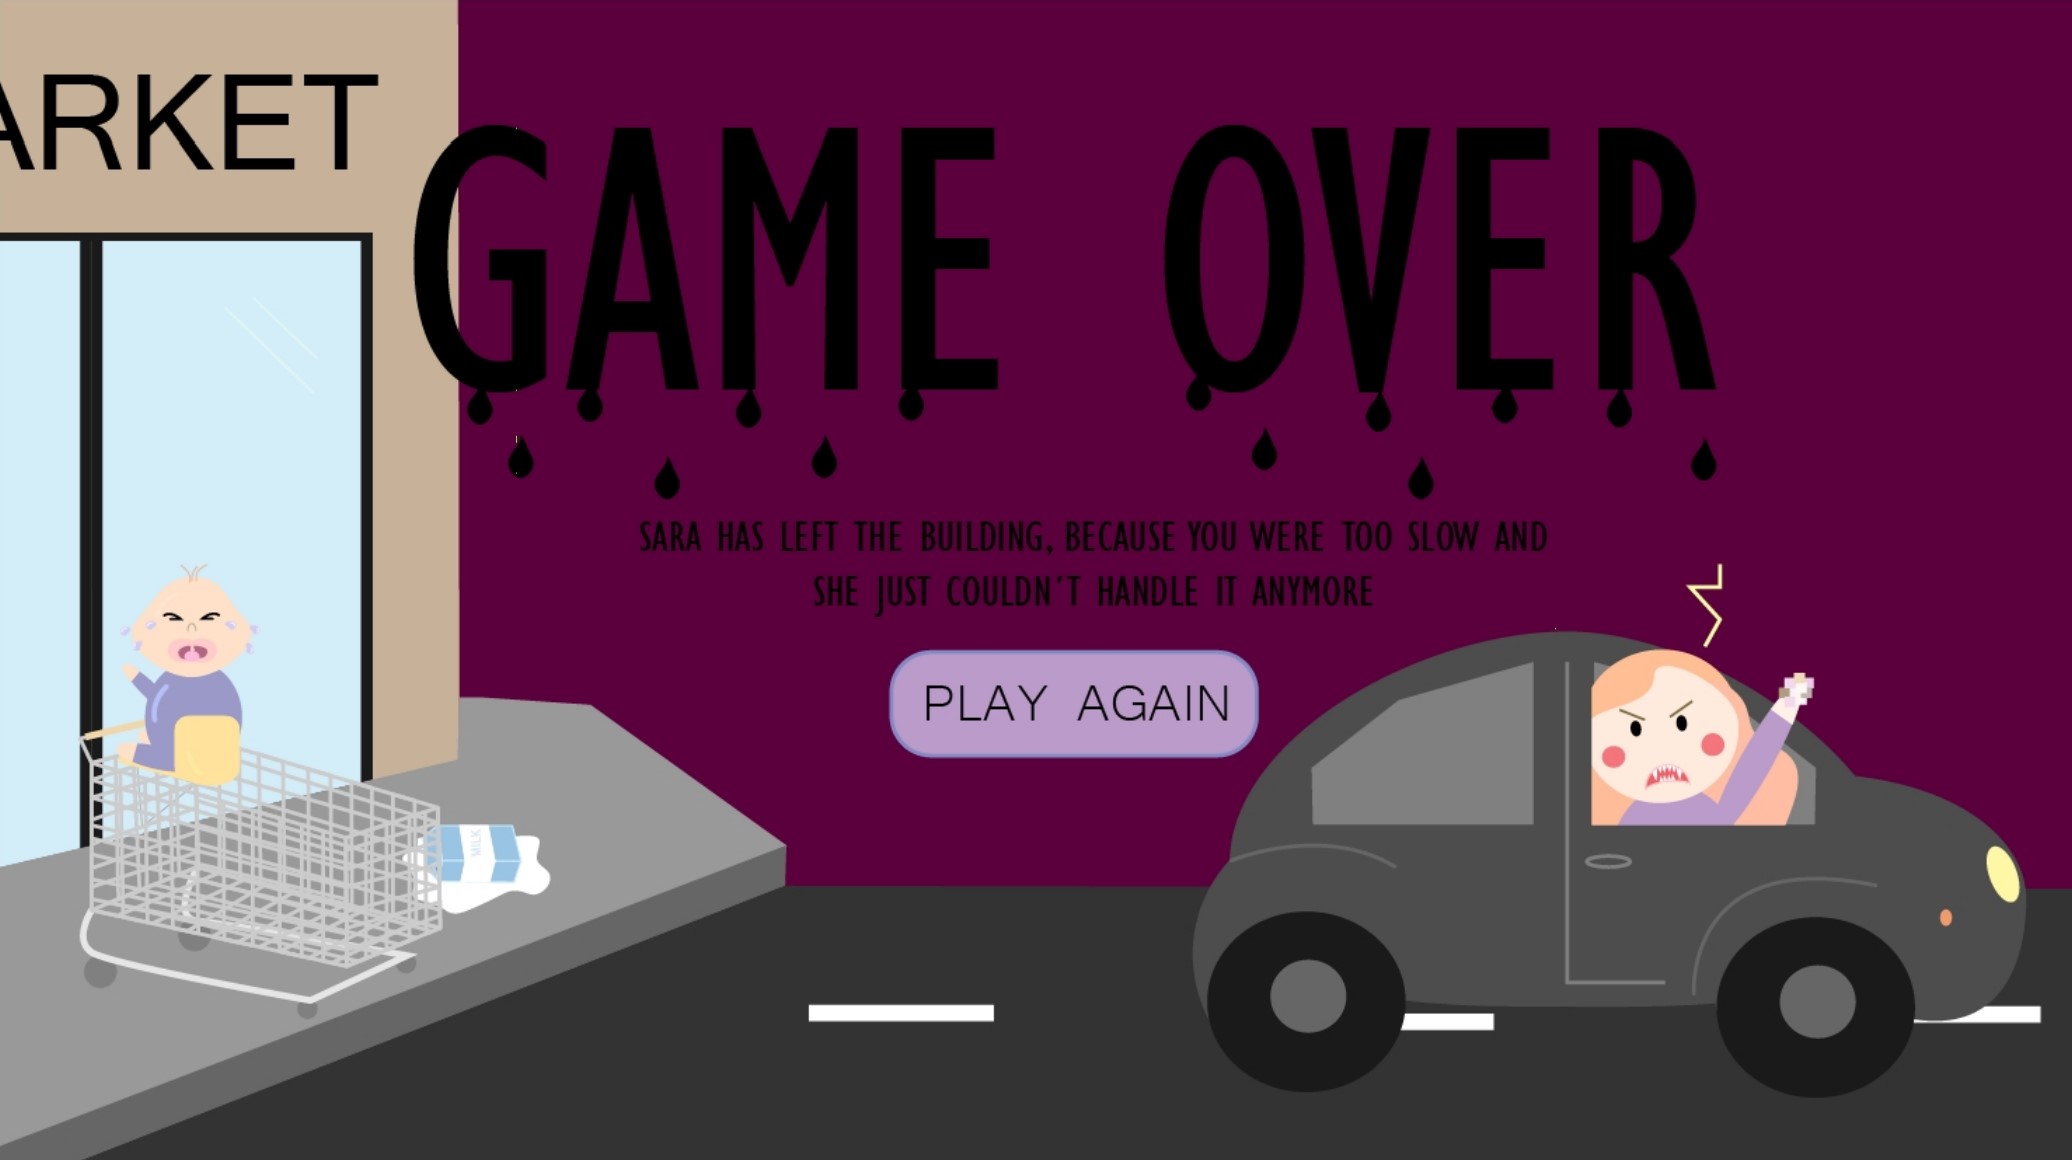 ARKET
GAME OVER
SARA HAS LEFT THE BUILDING, BECAUSE YOU WERE TOO SLOW AND
SHE JUST COULDN'T HANDLE IT ANYMORE
PLAY AGAIN
MILK